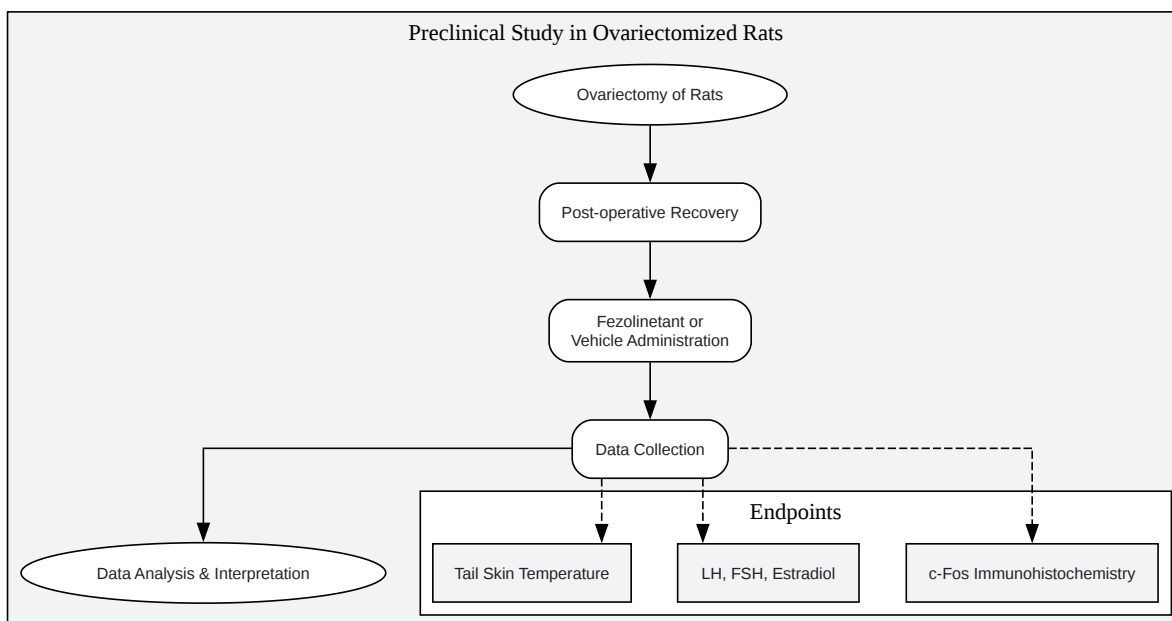 Preclinical Study in Ovariectomized Rats
Ovariectomy of Rats
Post-operative Recovery
Fezolinetant or
Vehicle Administration
Data Collection
Endpoints
Data Analysis & Interpretation
Tail Skin Temperature
LH, FSH, Estradiol
c-Fos Immunohistochemistry